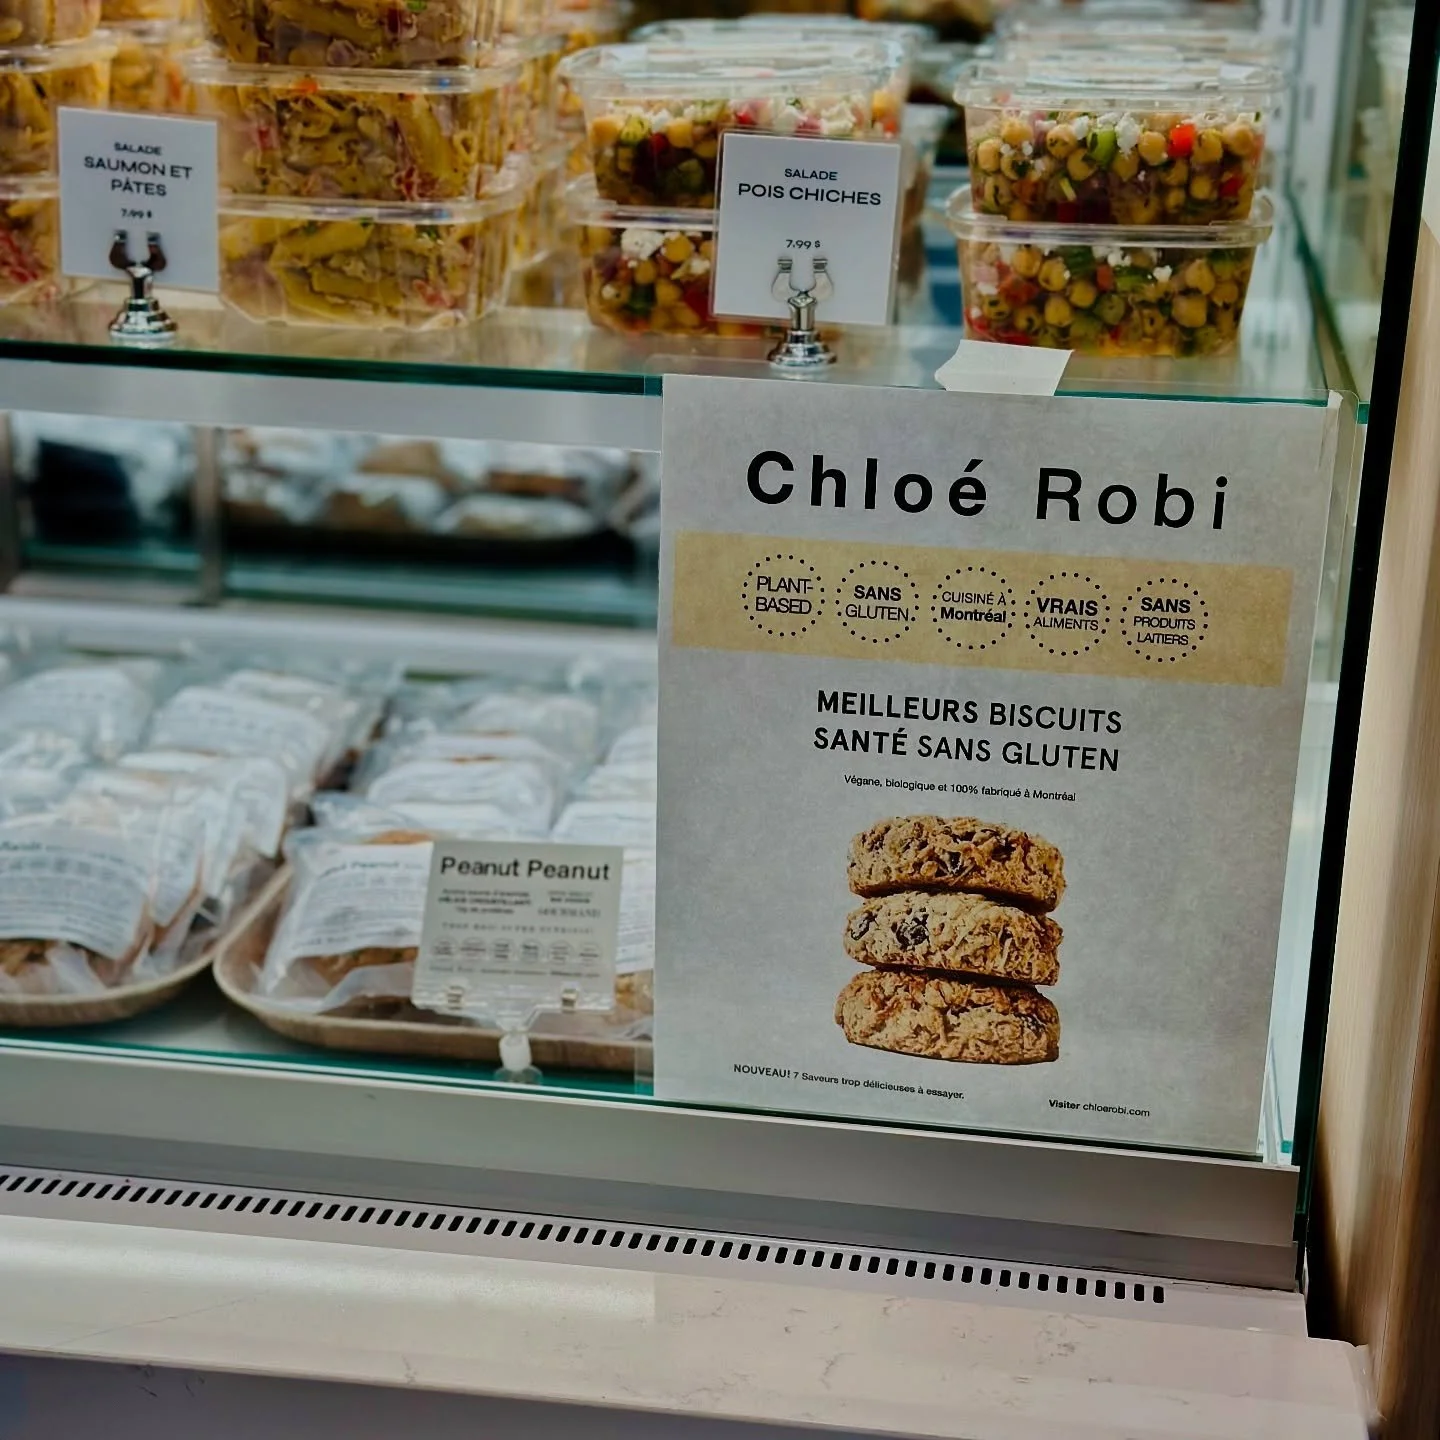 SALADE
SAUMON ET
PÂTES
7.99 $
SALADE
POIS CHICHES
7.99 $
Chloé Robi
PLANT-
BASED
SANS
GLUTEN
CUISINÉ À
Montréal
VRAIS
ALIMENTS
SANS
PRODUITS
LAITIERS
MEILLEURS BISCUITS
SANTÉ SANS GLUTEN
Végane, biologique et 100% fabriqué à Montréal
NOUVEAU! 7 Saveurs trop délicieuses à essayer.
Visiter chloerobi.com
Peanut Peanut